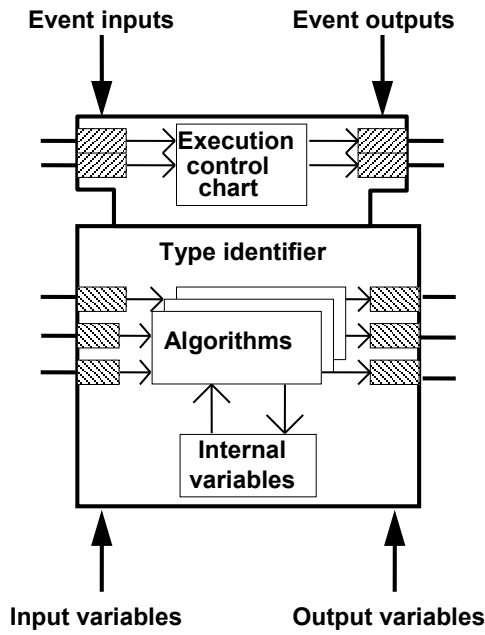 Event inputs
Event outputs
Execution
control
chart
Type identifier
Algorithms
Internal
variables
Input variables
Output variables